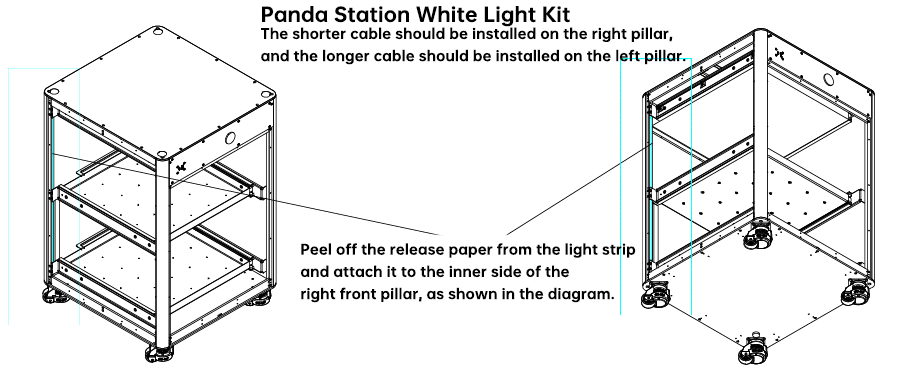 Panda Station White Light Kit
The shorter cable should be installed on the right pillar,
and the longer cable should be installed on the left pillar.
Peel off the release paper from the light strip
and attach it to the inner side of the
right front pillar, as shown in the diagram.